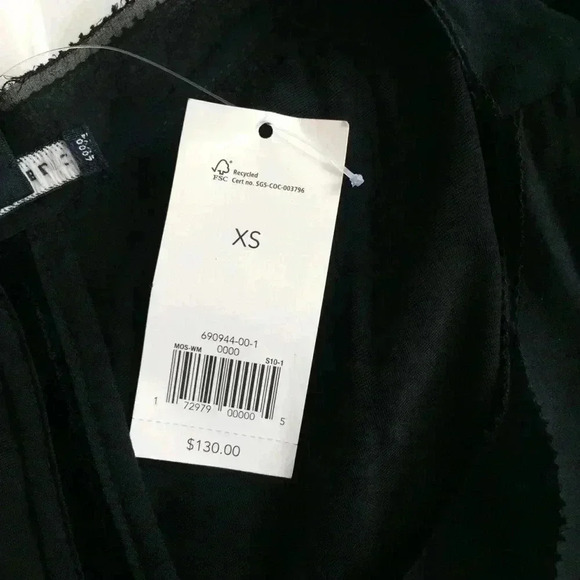 FSC
Recycled
Cert no. SGS-COC-003796
XS
690944-00-1
MOS-WM 0000 S10-1
1 72979 00000 5
$130.00